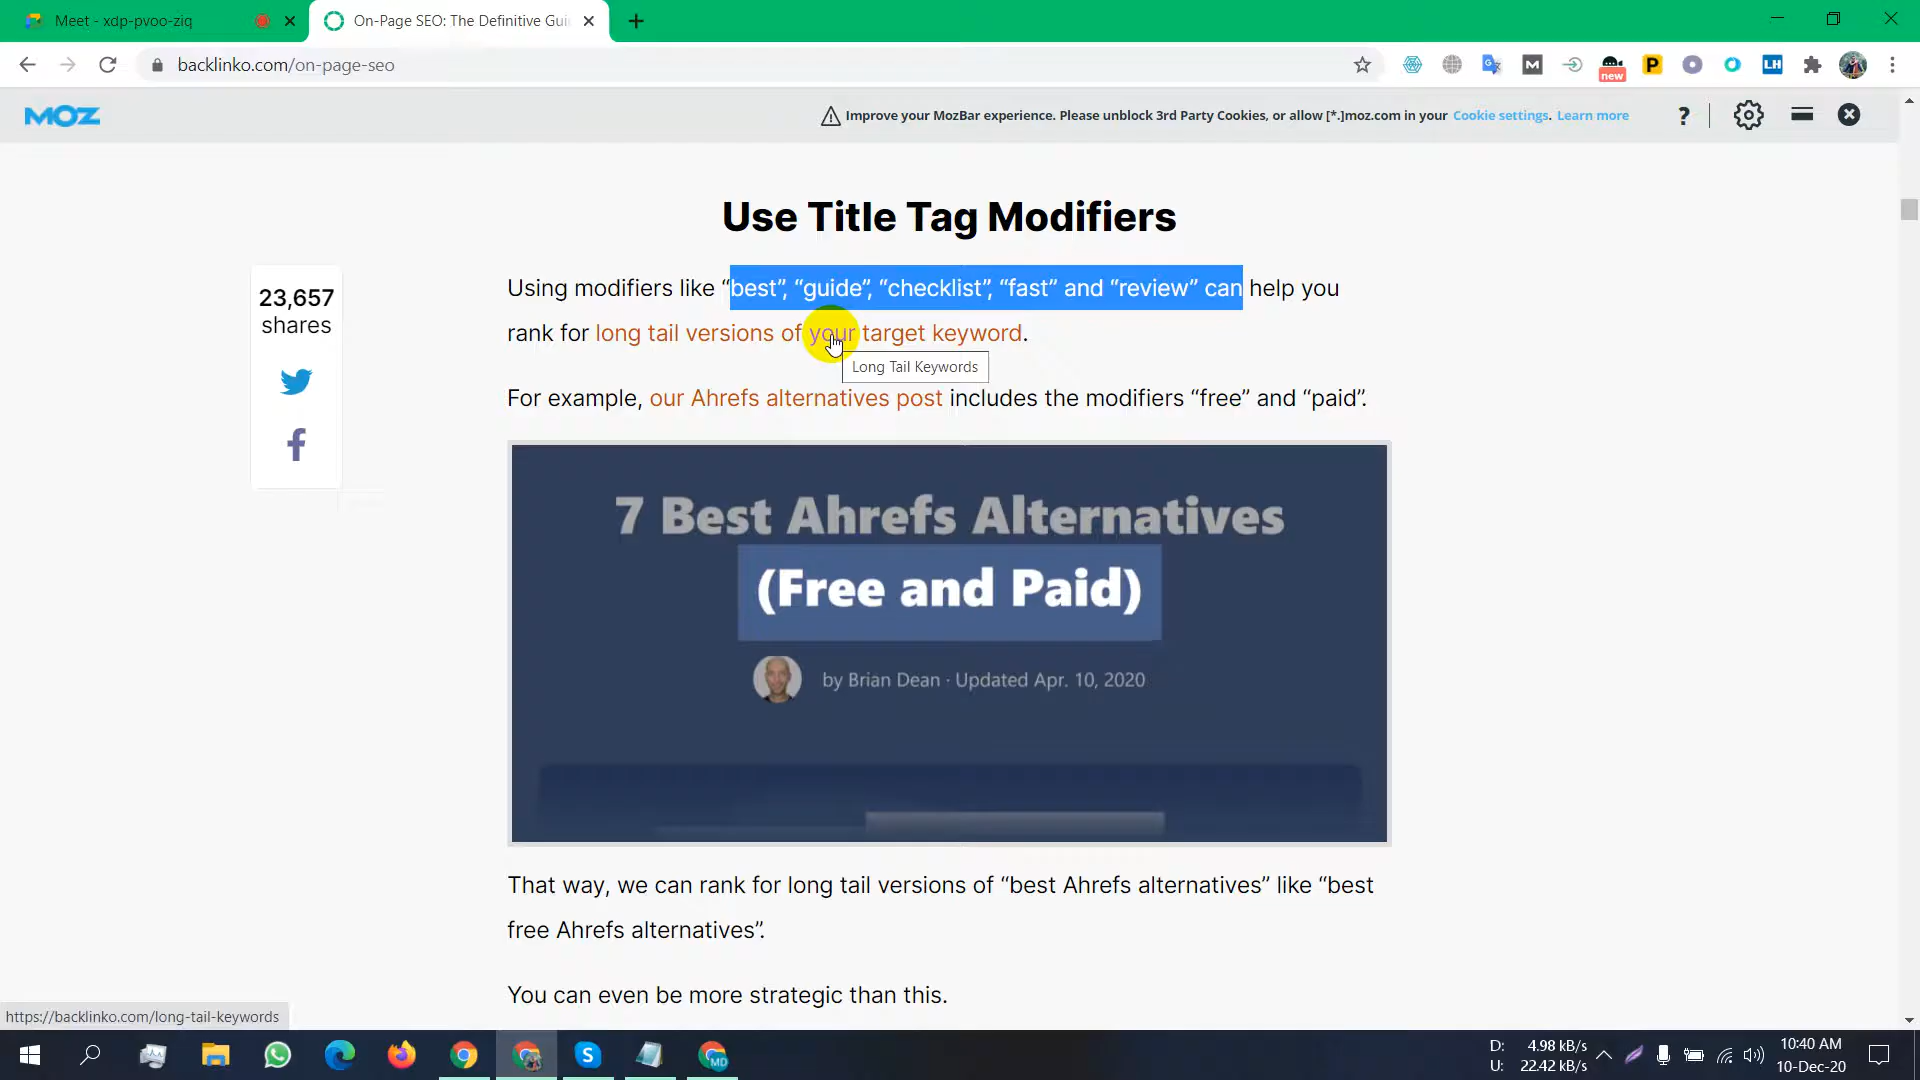 Meet - xdp-pvoo-ziq
On-Page SEO: The Definitive Gui
backlinko.com/on-page-seo
new
MOZ
Improve your MozBar experience. Please unblock 3rd Party Cookies, or allow [*.]moz.com in your Cookie settings. Learn more
Use Title Tag Modifiers
23,657
shares
Using modifiers like “best”, “guide”, “checklist”, “fast” and “review” can help you
rank for long tail versions of your target keyword.
Long Tail Keywords
For example, our Ahrefs alternatives post includes the modifiers “free” and “paid”.
7 Best Ahrefs Alternatives
(Free and Paid)
by Brian Dean · Updated Apr. 10, 2020
That way, we can rank for long tail versions of “best Ahrefs alternatives” like “best
free Ahrefs alternatives”.
You can even be more strategic than this.
https://backlinko.com/long-tail-keywords
D: 4.98 kB/s
U: 22.42 kB/s
10:40 AM
10-Dec-20